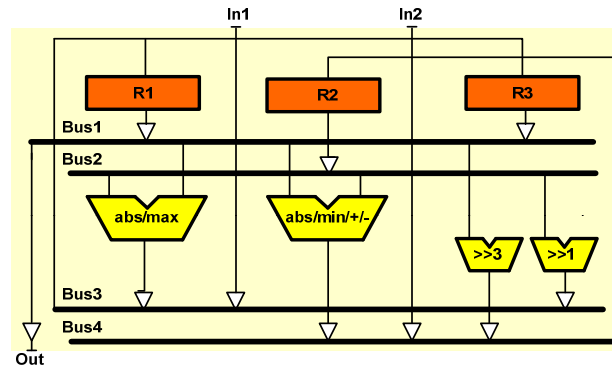 In1 In2
R1 R2 R3
Bus1
Bus2
abs/max abs/min/+/-
>>3 >>1
Bus3
Bus4
Out